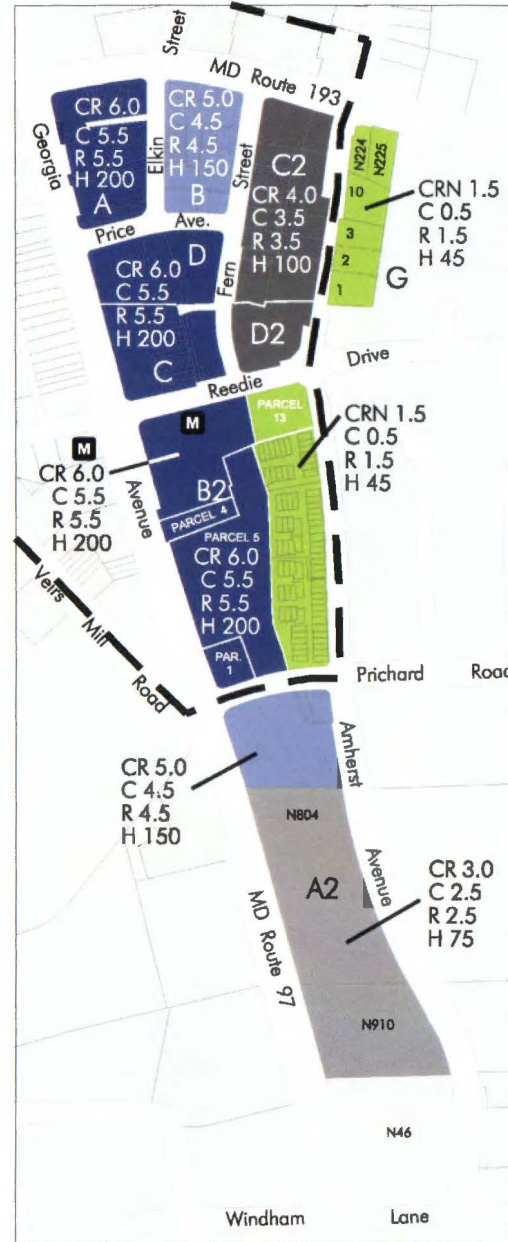 Street
MD Route 193
Georgia
CR 6.0
C 5.5
R 5.5
H 200
A
Elkin
CR 5.0
C 4.5
R 4.5
H 150
B
Street
C2
CR 4.0
C 3.5
R 3.5
H 100
N224
N225
10
3
2
1
G
CRN 1.5
C 0.5
R 1.5
H 45
Price
Ave.
D
CR 6.0
C 5.5
R 5.5
H 200
C
Fern
D2
Reedie
Drive
M
PARCEL
13
CRN 1.5
C 0.5
R 1.5
H 45
M
CR 6.0
C 5.5
R 5.5
H 200
Avenue
B2
PARCEL 4
PARCEL 5
CR 6.0
C 5.5
R 5.5
H 200
PAR.
1
Veirs
Mill
Road
Prichard Road
CR 5.0
C 4.5
R 4.5
H 150
Amherst
N804
A2
Avenue
CR 3.0
C 2.5
R 2.5
H 75
MD Route 97
N910
N46
Windham Lane